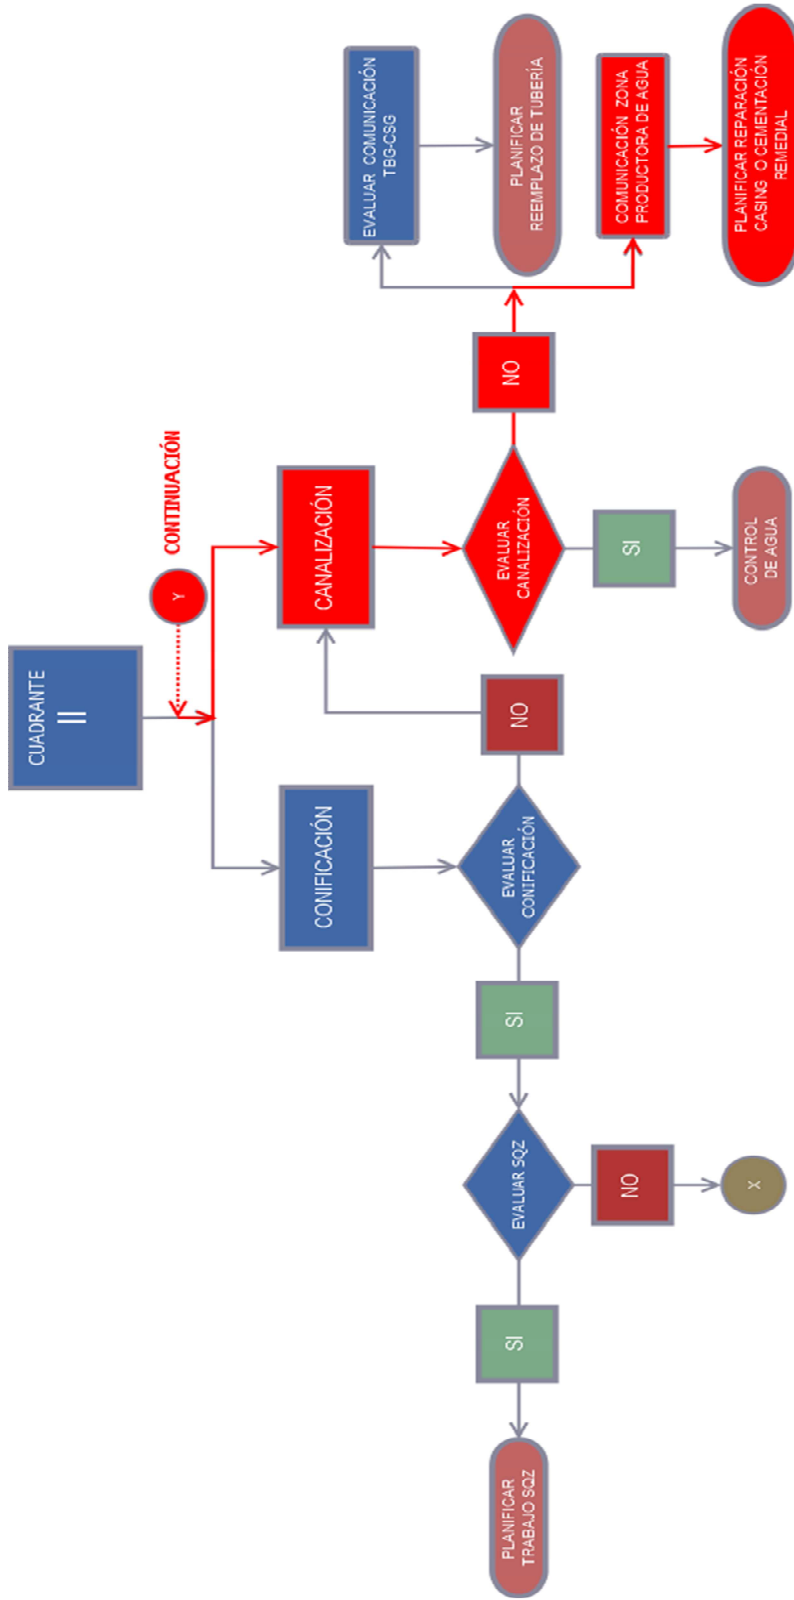 CUADRANTE
II
Y
CONTINUACIÓN
CONIFICACIÓN
CANALIZACIÓN
EVALUAR
CONIFICACIÓN
NO
EVALUAR
CANALIZACIÓN
NO
EVALUAR COMUNICACIÓN
TBG-CSG
PLANIFICAR
REEMPLAZO DE TUBERÍA
COMUNICACIÓN ZONA
PRODUCTORA DE AGUA
PLANIFICAR REPARACIÓN
CASING O CEMENTACIÓN
REMEDIAL
SI
CONTROL
DE AGUA
SI
EVALUAR SQZ
NO
X
SI
PLANIFICAR
TRABAJO SQZ